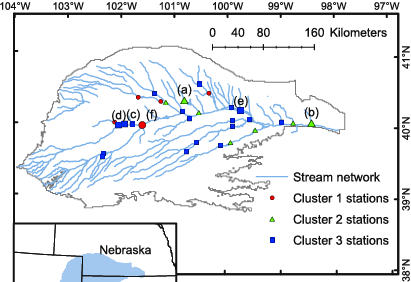 104°W 103°W 102°W 101°W 100°W 99°W 98°W
0 40 80 160 Kilometers
41°N
(a)
(e)
(b)
(d) (c) (f)
40°N
Stream network
Cluster 1 stations
39°N
Cluster 2 stations
Cluster 3 stations
Nebraska
38°N